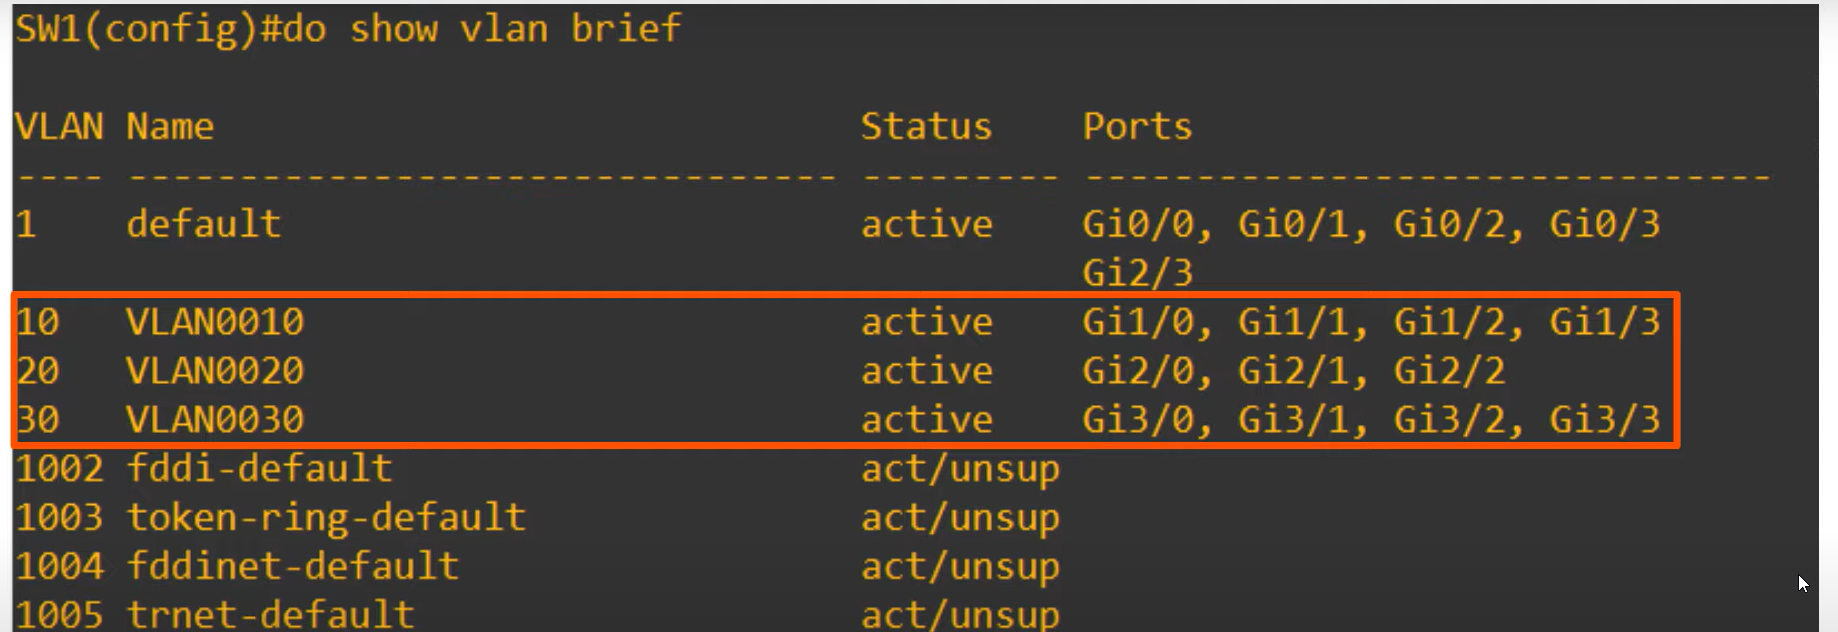 SW1(config)#do show vlan brief
VLAN Name Status Ports
---- -------------------------------- --------- -------------------------------
1 default active Gi0/0, Gi0/1, Gi0/2, Gi0/3
Gi2/3
10 VLAN0010 active Gi1/0, Gi1/1, Gi1/2, Gi1/3
20 VLAN0020 active Gi2/0, Gi2/1, Gi2/2
30 VLAN0030 active Gi3/0, Gi3/1, Gi3/2, Gi3/3
1002 fddi-default act/unsup
1003 token-ring-default act/unsup
1004 fddinet-default act/unsup
1005 trnet-default act/unsup